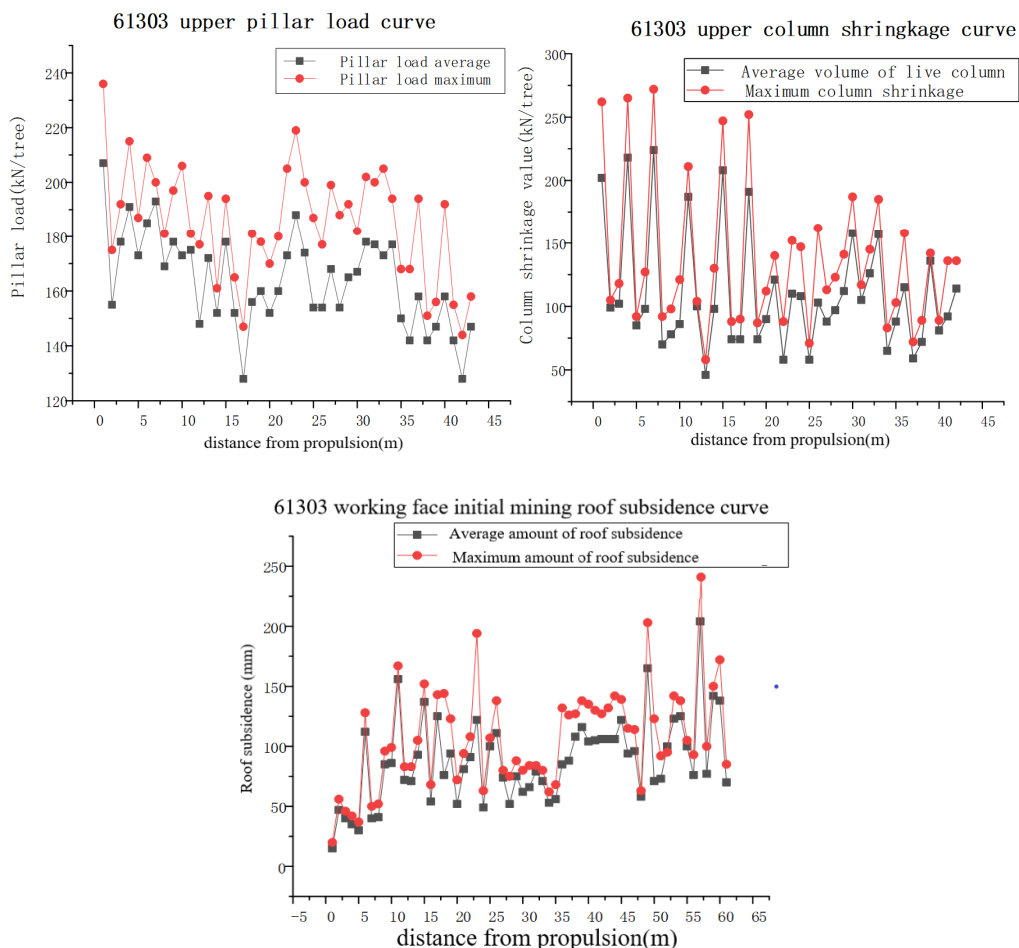 61303 upper pillar load curve
Pillar load average
Pillar load maximum
Pillar load(kN/tree)
240
220
200
180
160
140
120
0 5 10 15 20 25 30 35 40 45
distance from propulsion(m)
61303 upper column shringkage curve
Average volume of live column
Maximum column shrinkage
Column shrinkage value(kN/tree)
300
250
200
150
100
50
0 5 10 15 20 25 30 35 40 45
distance from propulsion(m)
61303 working face initial mining roof subsidence curve
Average amount of roof subsidence
Maximum amount of roof subsidence
Roof subsidence (mm)
250
200
150
100
50
0
-5 0 5 10 15 20 25 30 35 40 45 50 55 60 65
distance from propulsion(m)